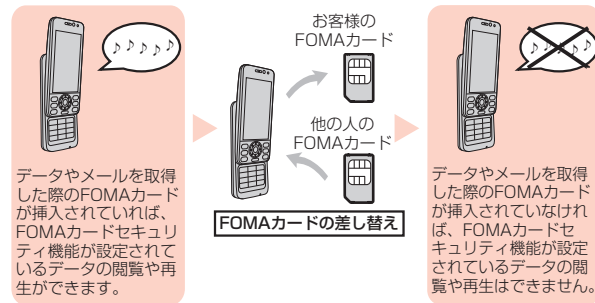 データやメールを取得
した際のFOMAカード
が挿入されていれば、
FOMAカードセキュリ
ティ機能が設定されて
いるデータの閲覧や再
生ができます。
お客様の
FOMAカード
他の人の
FOMAカード
FOMAカードの差し替え
データやメールを取得
した際のFOMAカード
が挿入されていなけれ
ば、FOMAカードセ
キュリティ機能が設定
されているデータの閲
覧や再生はできません。